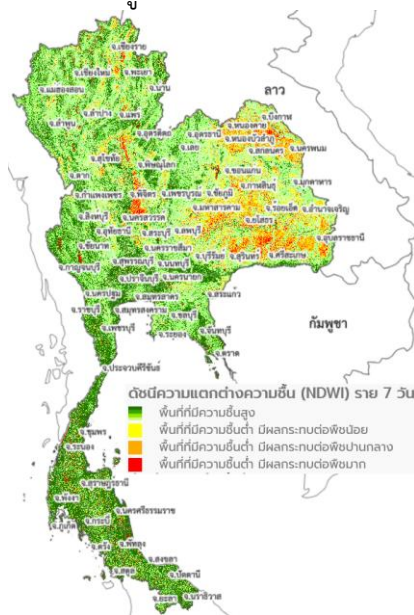 จ.เชียงราย
จ.เชียงใหม่
จ.พะเยา
จ.แม่ฮ่องสอน
จ.น่าน
จ.ลำปาง
จ.แพร่
จ.ลำพูน
จ.อุตรดิตถ์
ลาว
จ.บึงกาฬ
จ.หนองคาย
จ.อุดรธานี
จ.หนองบัวลำภู
จ.เลย
จ.สกลนคร
จ.นครพนม
จ.สุโขทัย
จ.พิษณุโลก
จ.ตาก
จ.ขอนแก่น
จ.มุกดาหาร
จ.กำแพงเพชร
จ.พิจิตร
จ.เพชรบูรณ์
จ.ชัยภูมิ
จ.กาฬสินธุ์
จ.มหาสารคาม
จ.ร้อยเอ็ด
จ.อำนาจเจริญ
จ.ยโสธร
จ.สิงห์บุรี
จ.นครสวรรค์
จ.อุทัยธานี
จ.สระบุรี
จ.ลพบุรี
จ.อุบลราชธานี
จ.ชัยนาท
จ.นครราชสีมา
จ.บุรีรัมย์
จ.สุรินทร์
จ.ศรีสะเกษ
จ.กาญจนบุรี
จ.สุพรรณบุรี
จ.นนทบุรี
จ.ปราจีนบุรี
จ.นครนายก
จ.นครปฐม
จ.สมุทรสาคร
จ.สระแก้ว
จ.ราชบุรี
จ.สมุทรสงคราม
จ.ชลบุรี
กัมพูชา
จ.เพชรบุรี
จ.ระยอง
จ.จันทบุรี
จ.ตราด
จ.ประจวบคีรีขันธ์
ดัชนีความแตกต่างความชื้น (NDWI) ราย 7 วัน
พื้นที่ที่มีความชื้นสูง
พื้นที่ที่มีความชื้นต่ำ มีผลกระทบต่อพืชน้อย
พื้นที่ที่มีความชื้นต่ำ มีผลกระทบต่อพืชปานกลาง
พื้นที่ที่มีความชื้นต่ำ มีผลกระทบต่อพืชมาก
จ.ชุมพร
จ.ระนอง
จ.สุราษฎรธานี
จ.พังงา
จ.นครศรีธรรมราช
จ.ภูเก็ต
จ.กระบี่
จ.ตรัง
จ.พัทลุง
จ.สงขลา
จ.สตูล
จ.ปัตตานี
จ.ยะลา
จ.นราธิวาส